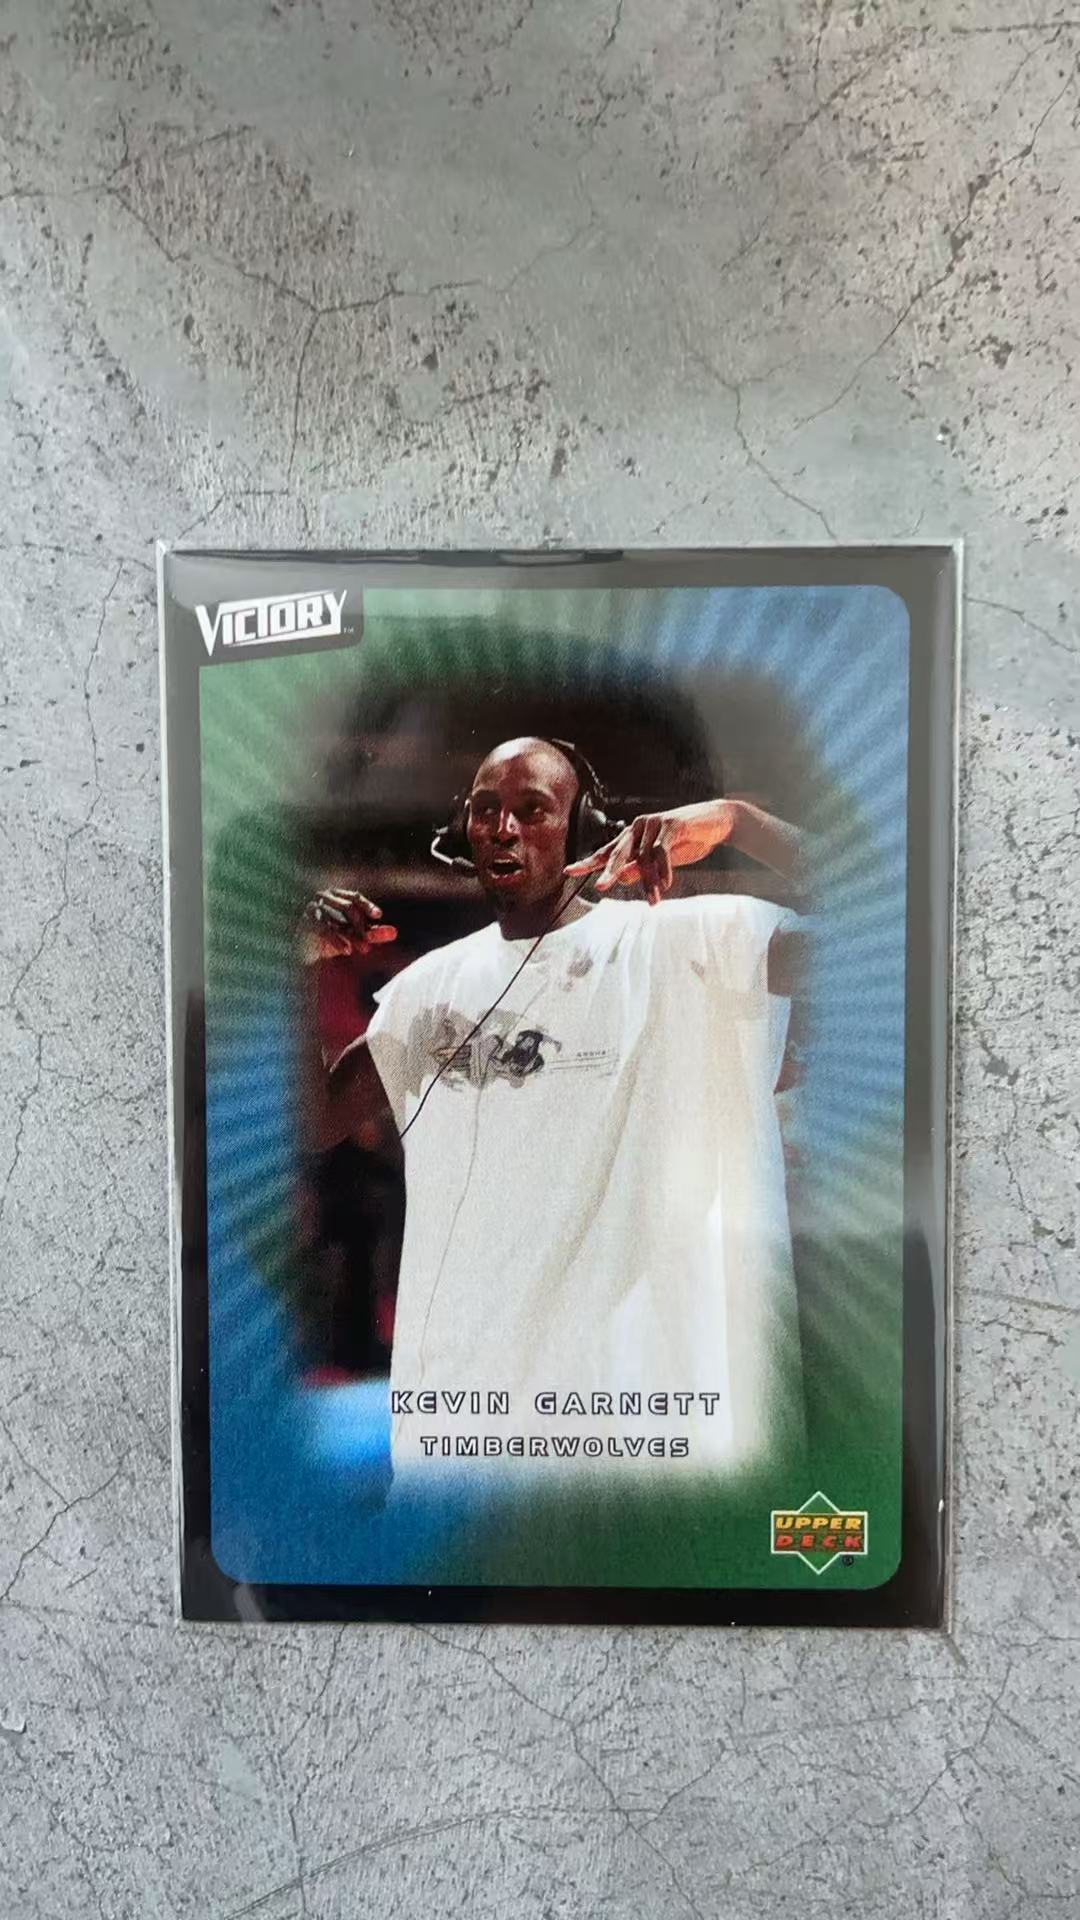 VICTORY
KEVIN GARNETT
TIMBERWOLVES
UPPER
DECK